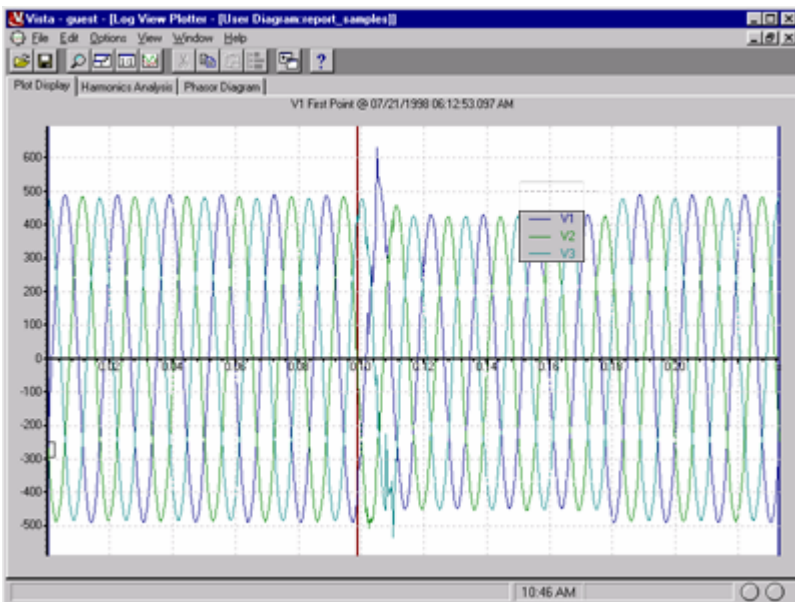 Vista - guest - [Log View Plotter - [User Diagram:report_samples]]
File Edit Options View Window Help
Plot Display Harmonics Analysis Phasor Diagram
V1 First Point @ 07/21/1998 06:12:53.097 AM
600
500
400
300
200
100
0
-100
-200
-300
-400
-500
0.02 0.04 0.06 0.08 0.10 0.12 0.14 0.16 0.18 0.20
V1
V2
V3
10:46 AM